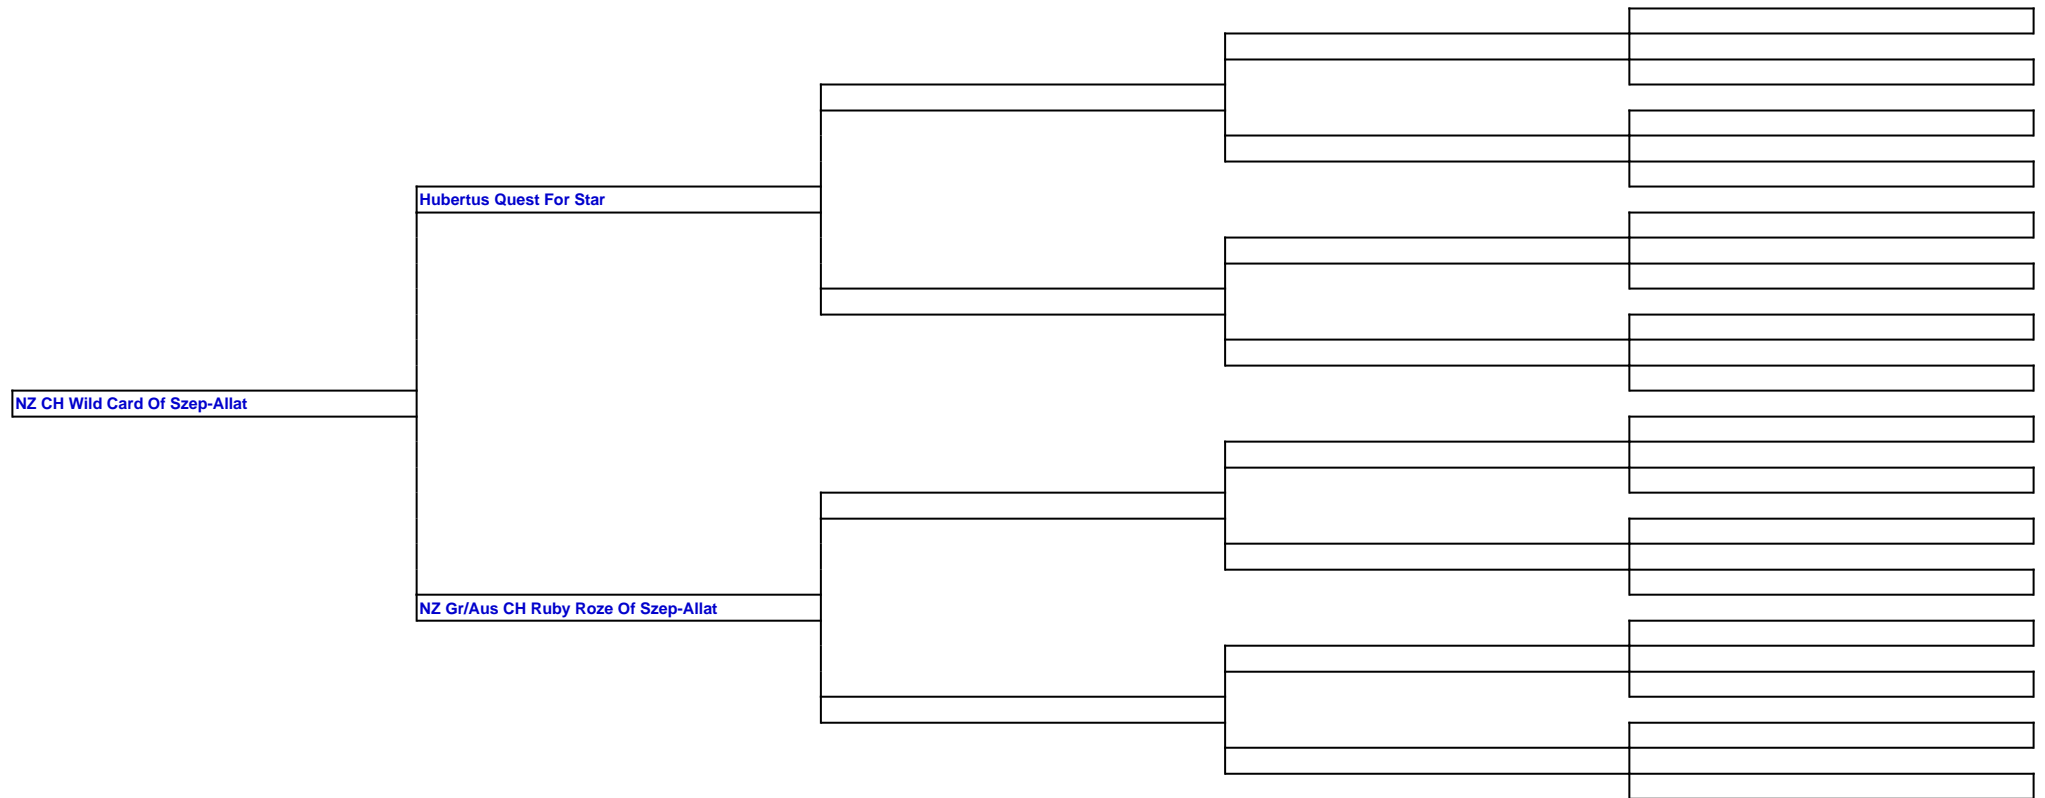 Hubertus Quest For Star
NZ CH Wild Card Of Szep-Allat
NZ Gr/Aus CH Ruby Roze Of Szep-Allat